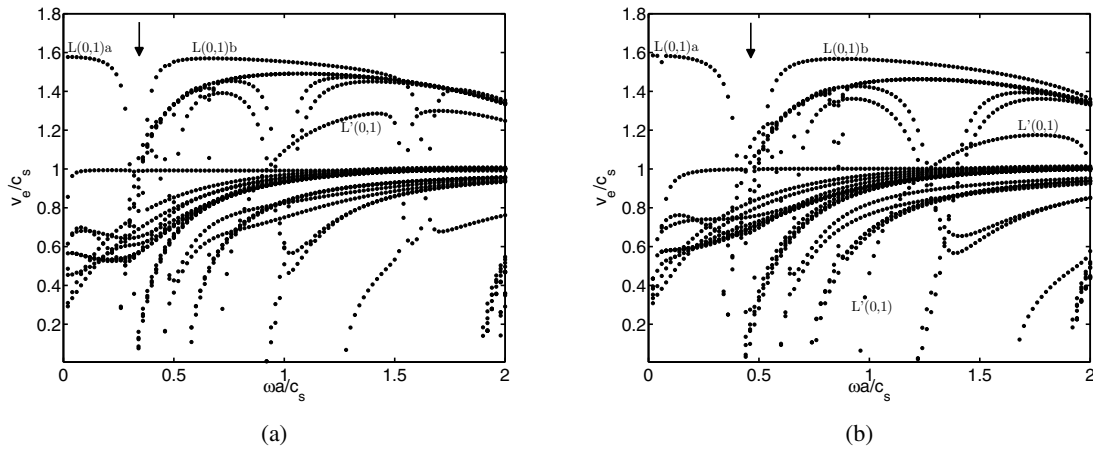 1.8
1.6
1.4
1.2
1
0.8
0.6
0.4
0.2
v_e/c_s
0 0.5 1 1.5 2
ωa/c_s
L(0,1)a
L(0,1)b
L'(0,1)
(a)
1.8
1.6
1.4
1.2
1
0.8
0.6
0.4
0.2
v_e/c_s
0 0.5 1 1.5 2
ωa/c_s
L(0,1)a
L(0,1)b
L'(0,1)
L'(0,1)
(b)